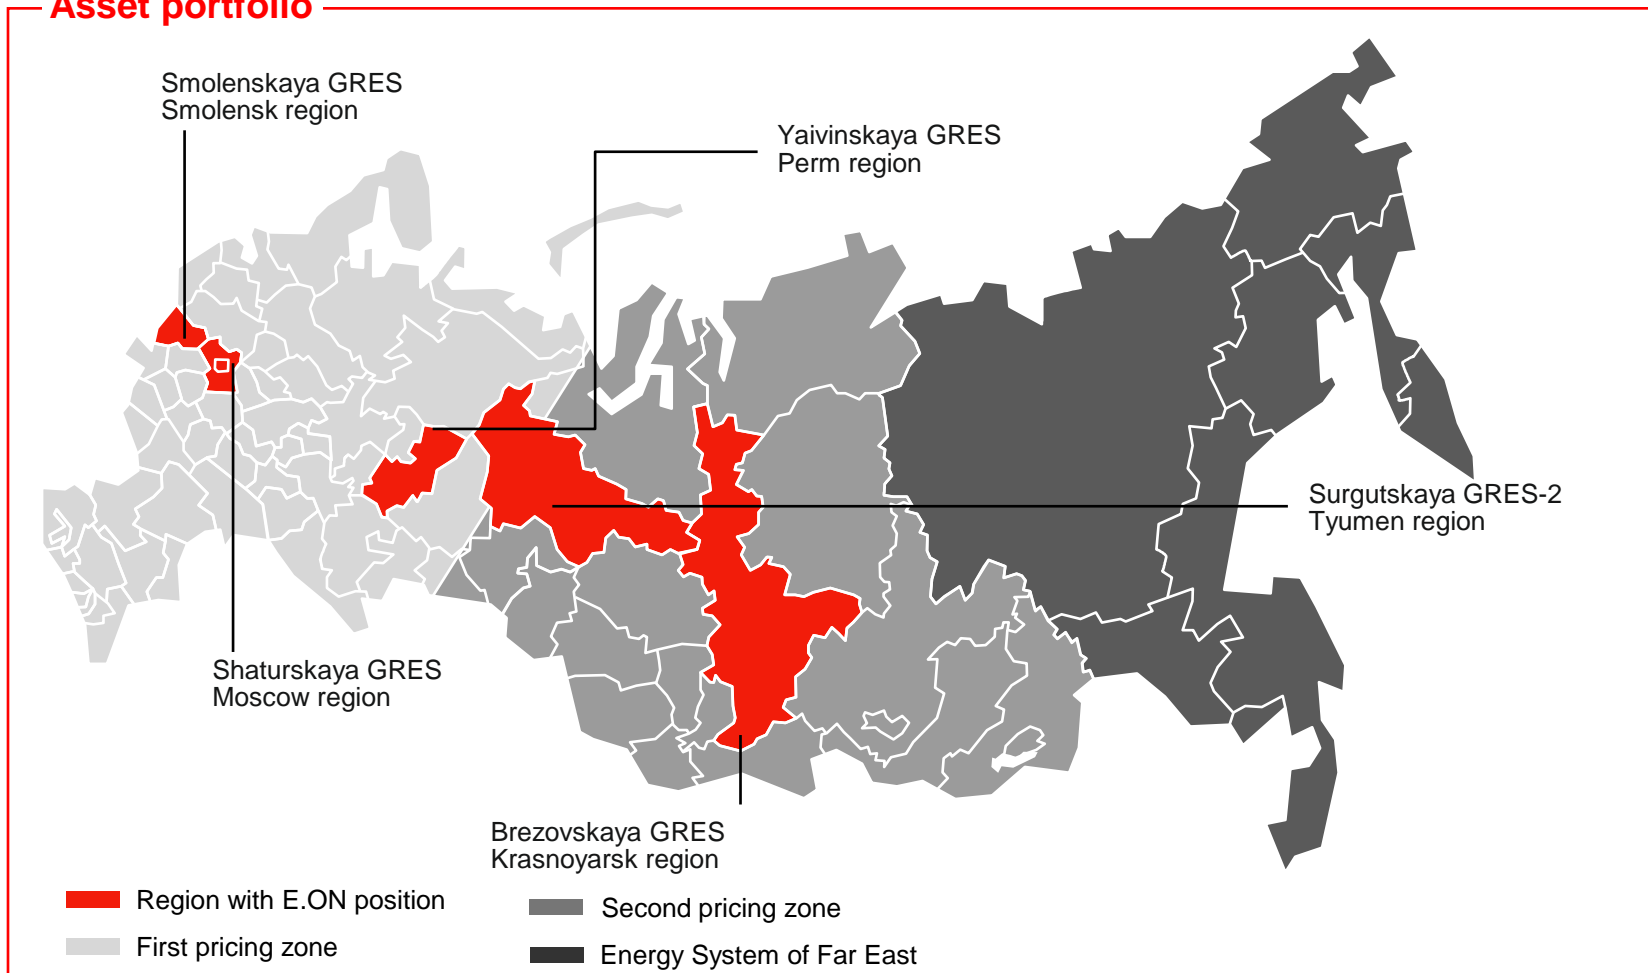 Asset portfolio
Smolenskaya GRES
Smolensk region
Yaivinskaya GRES
Perm region
Surgutskaya GRES-2
Tyumen region
Shaturskaya GRES
Moscow region
Brezovskaya GRES
Krasnoyarsk region
Region with E.ON position
First pricing zone
Second pricing zone
Energy System of Far East